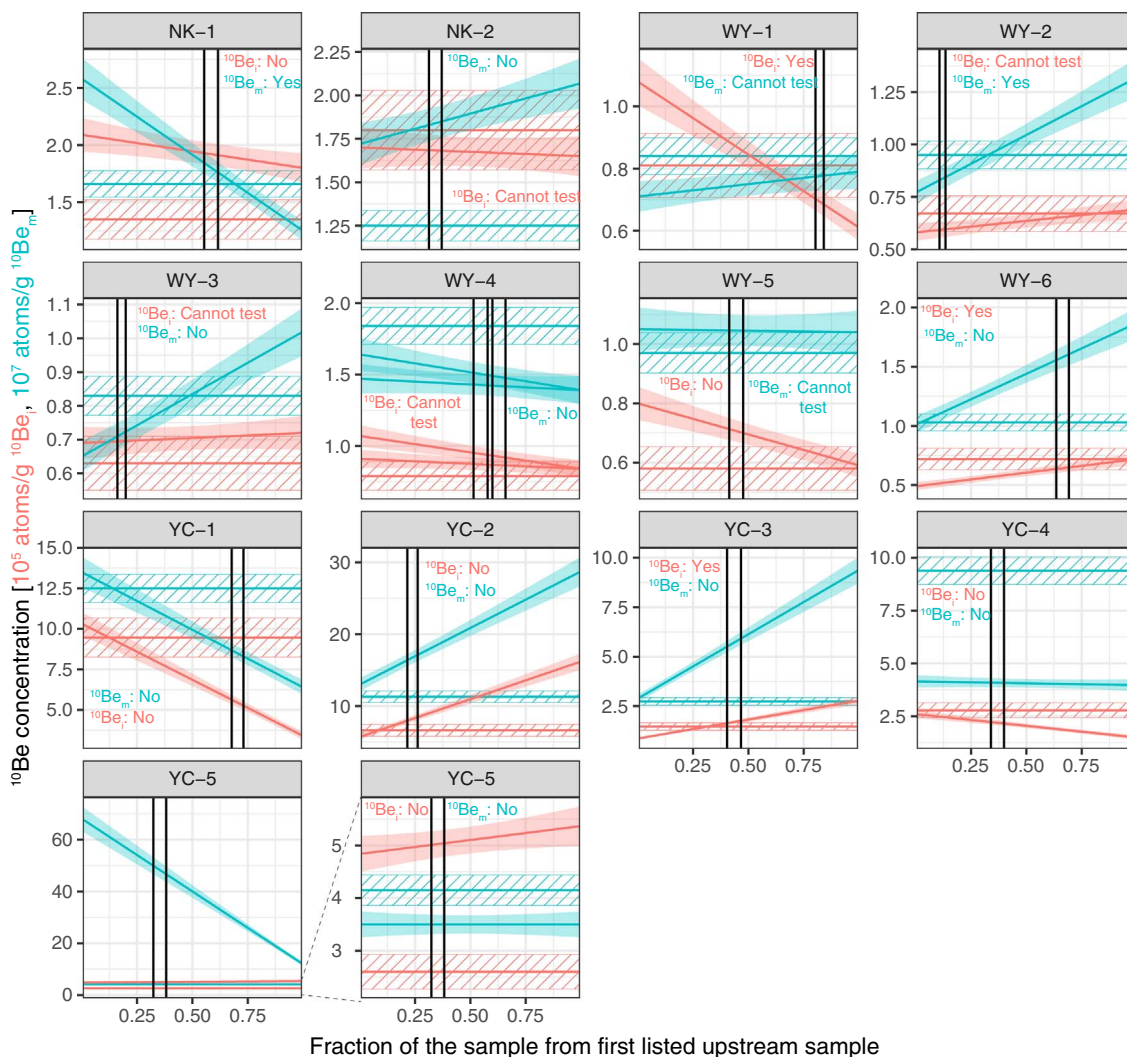 ¹⁰Be concentration [10⁵ atoms/g ¹⁰Beᵢ, 10⁷ atoms/g ¹⁰Beₘ]
NK−1
¹⁰Beᵢ: No
¹⁰Beₘ: Yes
2.5
2.0
1.5
NK−2
¹⁰Beₘ: No
¹⁰Beᵢ: Cannot test
2.25
2.00
1.75
1.50
1.25
WY−1
¹⁰Beᵢ: Yes
¹⁰Beₘ: Cannot test
1.0
0.8
0.6
WY−2
¹⁰Beᵢ: Cannot test
¹⁰Beₘ: Yes
1.25
1.00
0.75
0.50
WY−3
¹⁰Beᵢ: Cannot test
¹⁰Beₘ: No
1.1
1.0
0.9
0.8
0.7
0.6
WY−4
¹⁰Beᵢ: Cannot
test
¹⁰Beₘ: No
2.0
1.5
1.0
WY−5
¹⁰Beᵢ: No
¹⁰Beₘ: Cannot
test
1.0
0.8
0.6
WY−6
¹⁰Beᵢ: Yes
¹⁰Beₘ: No
2.0
1.5
1.0
0.5
YC−1
¹⁰Beₘ: No
¹⁰Beᵢ: No
15.0
12.5
10.0
7.5
5.0
YC−2
¹⁰Beᵢ: No
¹⁰Beₘ: No
30
20
10
YC−3
¹⁰Beᵢ: Yes
¹⁰Beₘ: No
10.0
7.5
5.0
2.5
0.25 0.50 0.75
YC−4
¹⁰Beᵢ: No
¹⁰Beₘ: No
10.0
7.5
5.0
2.5
0.25 0.50 0.75
YC−5
60
40
20
0
0.25 0.50 0.75
YC−5
¹⁰Beᵢ: No ¹⁰Beₘ: No
5
4
3
0.25 0.50 0.75
Fraction of the sample from first listed upstream sample